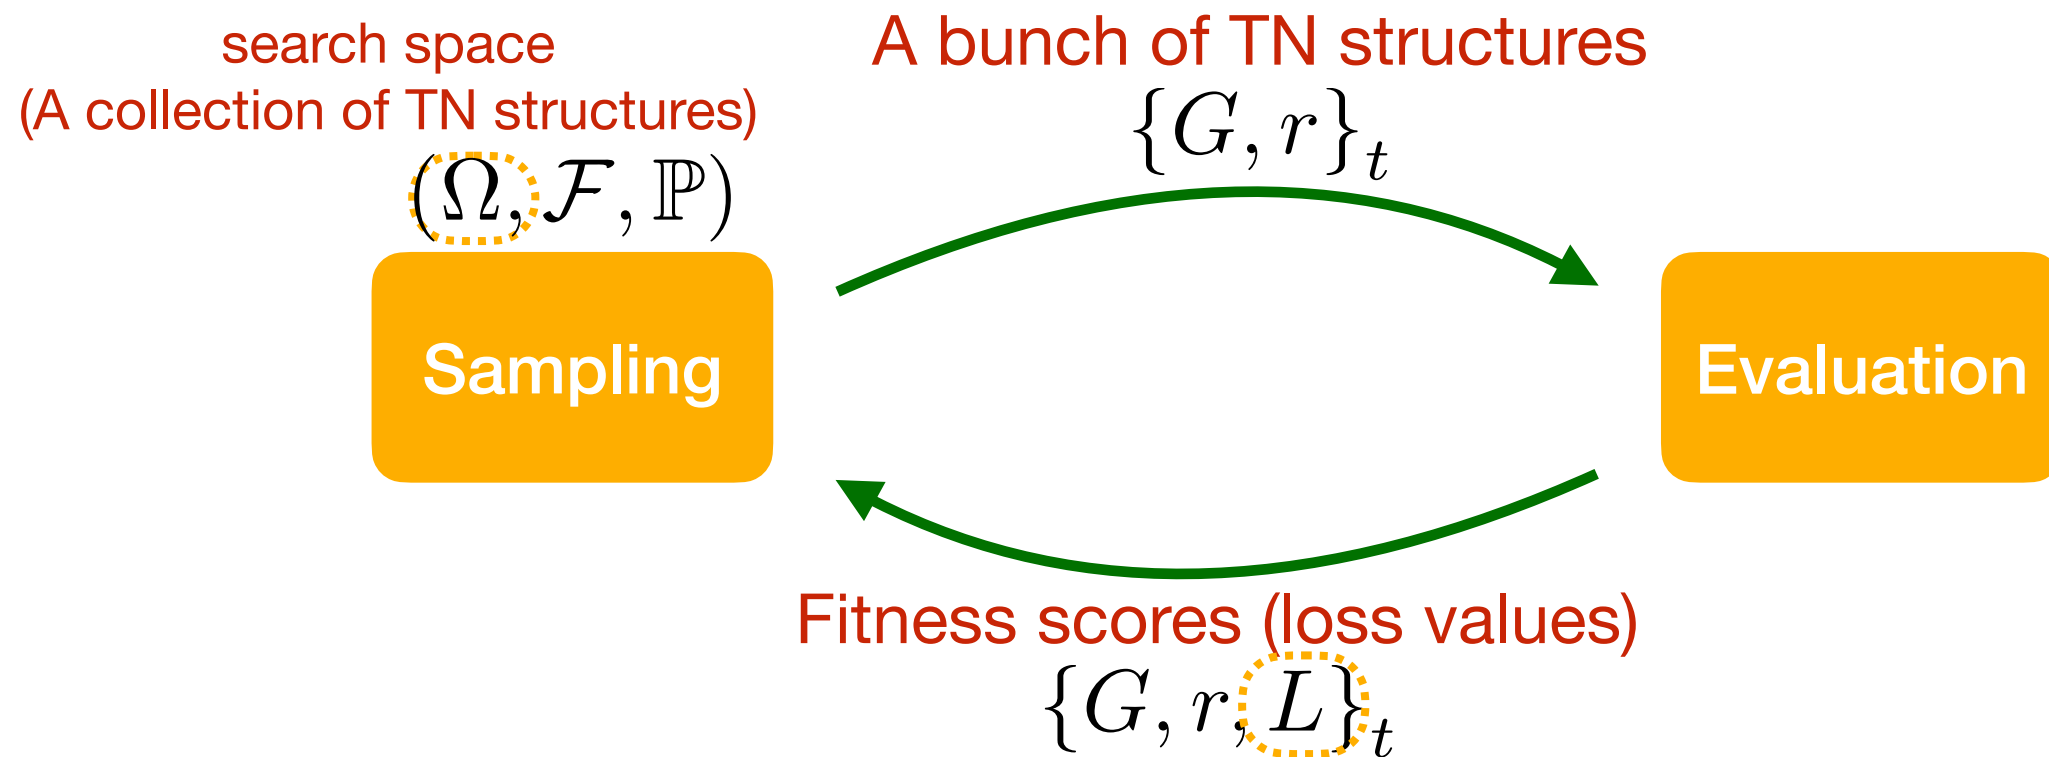 search space
(A collection of TN structures)
(Ω, ℱ, ℙ)
Sampling
A bunch of TN structures
{G, r}_t
Evaluation
Fitness scores (loss values)
{G, r, L}_t